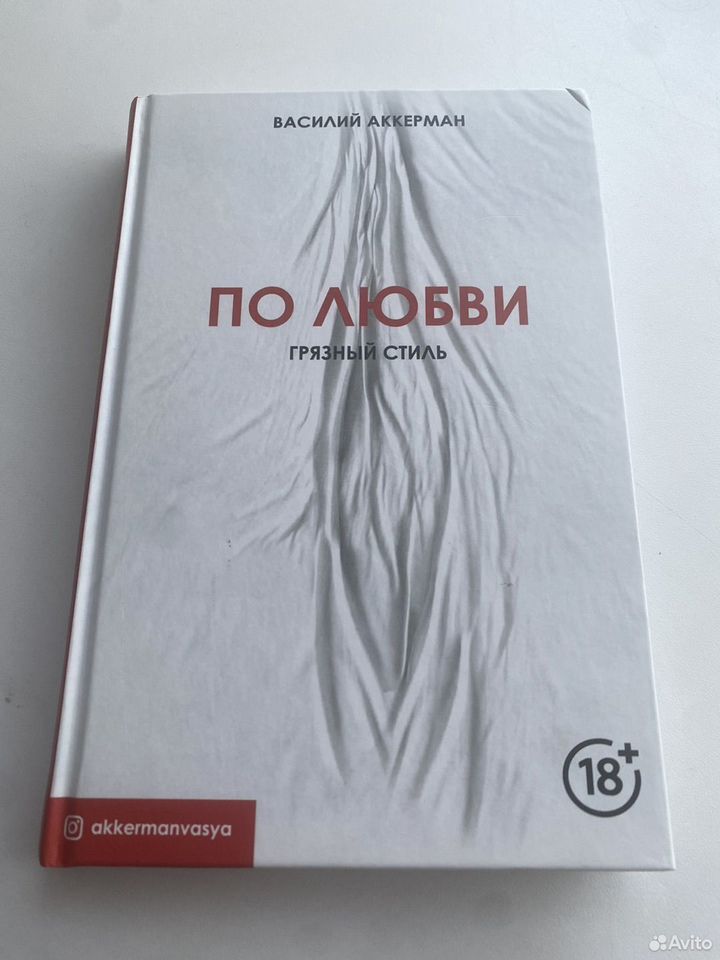 ВАСИЛИЙ АККЕРМАН
ПО ЛЮБВИ
ГРЯЗНЫЙ СТИЛЬ
18+
akkermanvasya
Avito